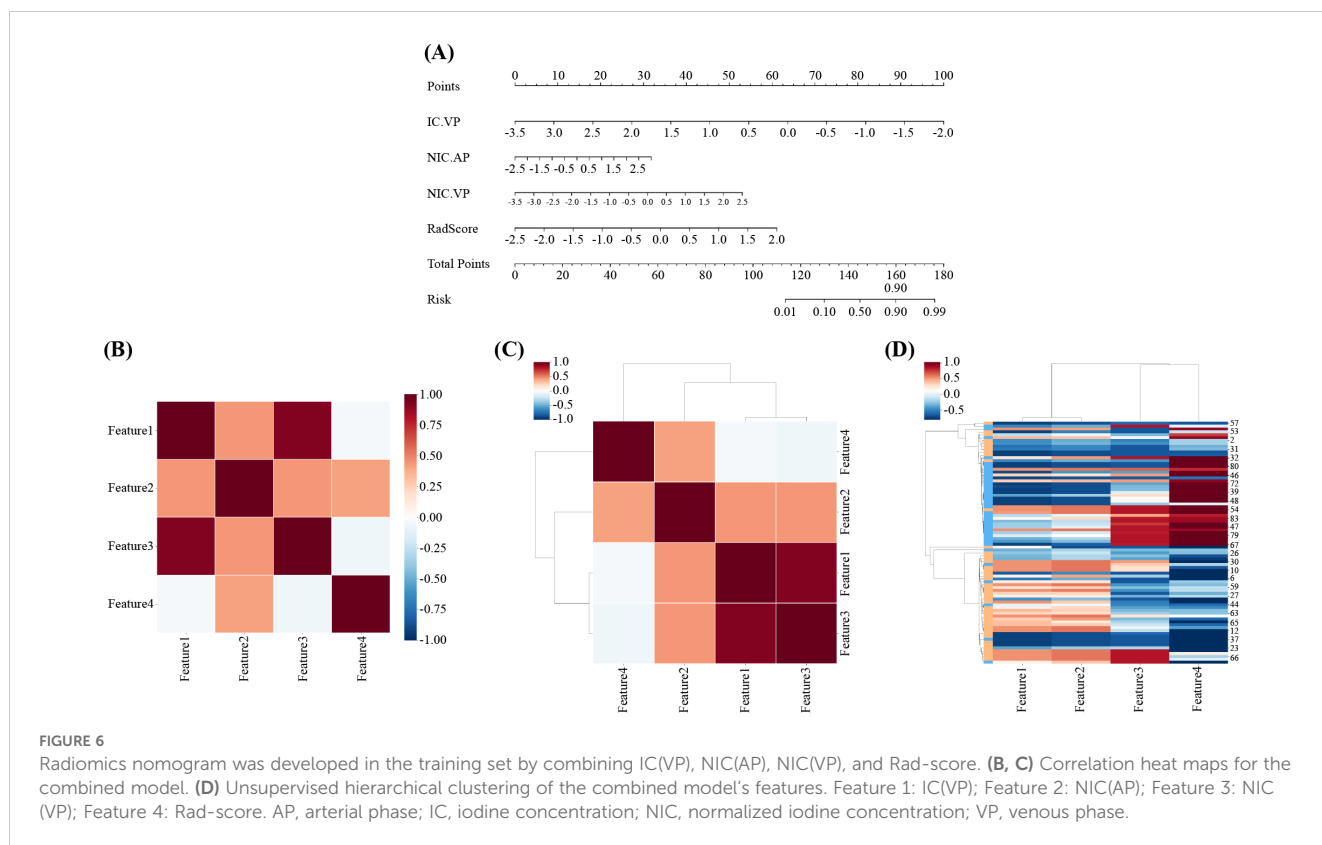 (A)
0 10 20 30 40 50 60 70 80 90 100
Points
IC.VP
-3.5 3.0 2.5 2.0 1.5 1.0 0.5 0.0 -0.5 -1.0 -1.5 -2.0
NIC.AP
-2.5 -1.5 -0.5 0.5 1.5 2.5
NIC.VP
-3.5 -3.0 -2.5 -2.0 -1.5 -1.0 -0.5 0.0 0.5 1.0 1.5 2.0 2.5
RadScore
-2.5 -2.0 -1.5 -1.0 -0.5 0.0 0.5 1.0 1.5 2.0
Total Points
0 20 40 60 80 100 120 140 160 180
0.90
Risk
0.01 0.10 0.50 0.90 0.99
(B)
Feature1
Feature2
Feature3
Feature4
Feature1 Feature2 Feature3 Feature4
1.00
0.75
0.50
0.25
0.00
-0.25
-0.50
-0.75
-1.00
(C)
1.0
0.5
0.0
-0.5
-1.0
Feature4
Feature2
Feature1
Feature3
Feature4 Feature2 Feature1 Feature3
(D)
1.0
0.5
0.0
-0.5
57
53
2
31
32
80
46
72
39
48
54
83
47
79
67
26
30
10
6
59
27
44
63
65
12
37
23
66
Feature1 Feature2 Feature3 Feature4
FIGURE 6
Radiomics nomogram was developed in the training set by combining IC(VP), NIC(AP), NIC(VP), and Rad-score. (B, C) Correlation heat maps for the
combined model. (D) Unsupervised hierarchical clustering of the combined model's features. Feature 1: IC(VP); Feature 2: NIC(AP); Feature 3: NIC
(VP); Feature 4: Rad-score. AP, arterial phase; IC, iodine concentration; NIC, normalized iodine concentration; VP, venous phase.